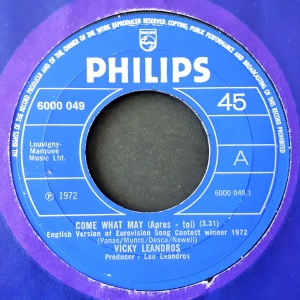 ALL RIGHTS OF THE RECORD PRODUCER AND OF THE OWNER OF THE WORK REPRODUCED RESERVED. COPYING, PUBLIC PERFORMANCE AND BROADCASTING OF THIS RECORD PROHIBITED
PHILIPS
PHILIPS
6000 049
45
Louvigny-
Marquee
Music Ltd.
A
℗ 1972
6000 049.1
COME WHAT MAY (Apres - toi) (3.31)
English Version of Eurovision Song Contest winner 1972
(Panas/Munro/Desca/Newell)
VICKY LEANDROS
Producer : Leo Leandros